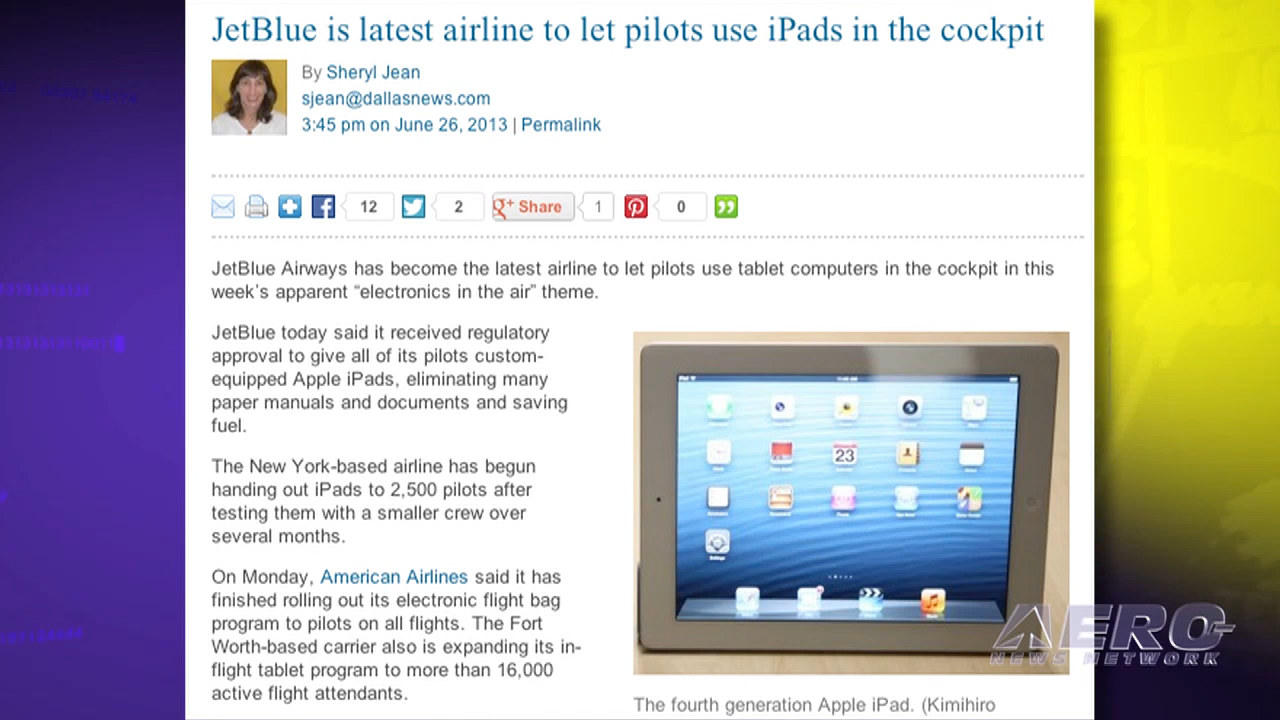 JetBlue is latest airline to let pilots use iPads in the cockpit
By Sheryl Jean
sjean@dallasnews.com
3:45 pm on June 26, 2013 | Permalink
12
2
g+ Share
1
0
JetBlue Airways has become the latest airline to let pilots use tablet computers in the cockpit in this
week's apparent “electronics in the air” theme.
JetBlue today said it received regulatory
approval to give all of its pilots custom-
equipped Apple iPads, eliminating many
paper manuals and documents and saving
fuel.
The New York-based airline has begun
handing out iPads to 2,500 pilots after
testing them with a smaller crew over
several months.
On Monday, American Airlines said it has
finished rolling out its electronic flight bag
program to pilots on all flights. The Fort
Worth-based carrier also is expanding its in-
flight tablet program to more than 16,000
active flight attendants.
23
The fourth generation Apple iPad. (Kimihiro
AERO-
NEWS NETWORK